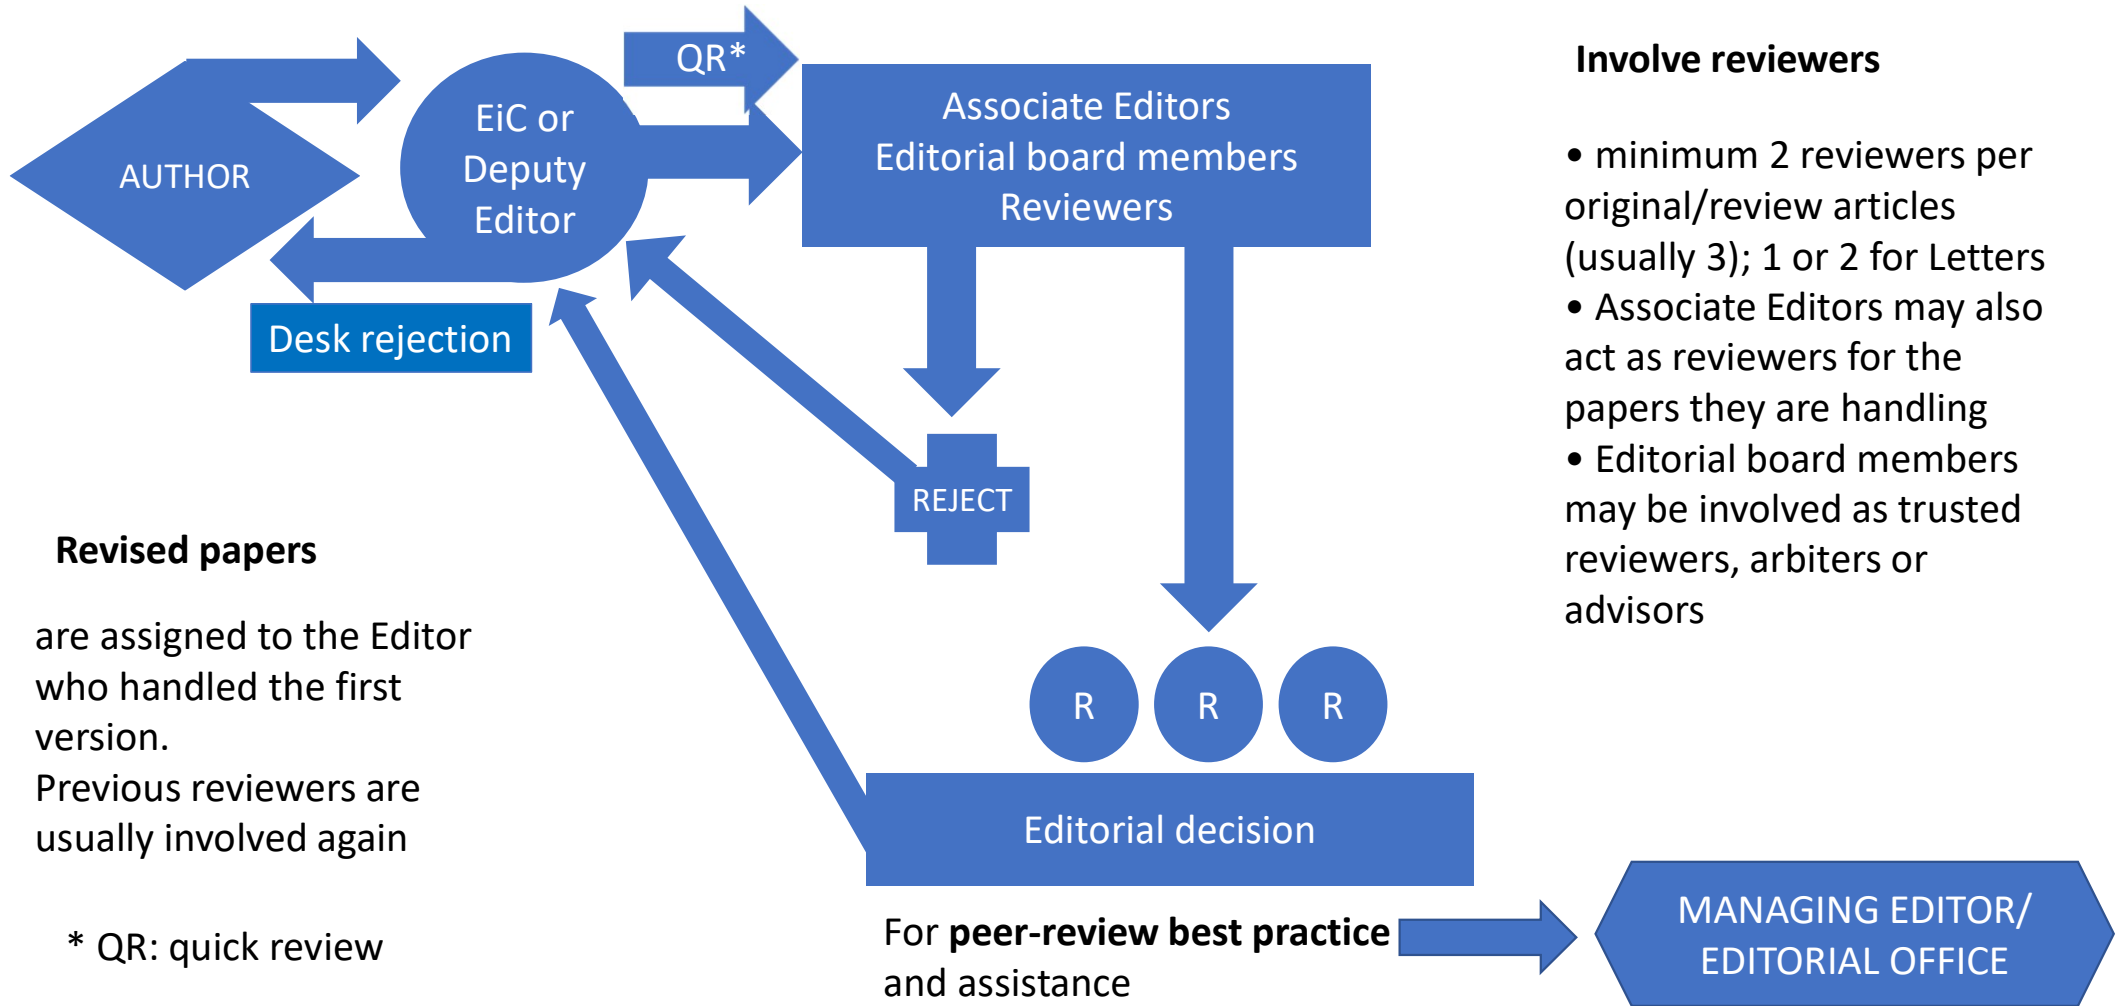 QR*
AUTHOR
EiC or
Deputy
Editor
Associate Editors
Editorial board members
Reviewers
Desk rejection
REJECT
R R R
Editorial decision
Revised papers
are assigned to the Editor
who handled the first
version.
Previous reviewers are
usually involved again
* QR: quick review
For peer-review best practice
and assistance
MANAGING EDITOR/
EDITORIAL OFFICE
Involve reviewers
• minimum 2 reviewers per
original/review articles
(usually 3); 1 or 2 for Letters
• Associate Editors may also
act as reviewers for the
papers they are handling
• Editorial board members
may be involved as trusted
reviewers, arbiters or
advisors